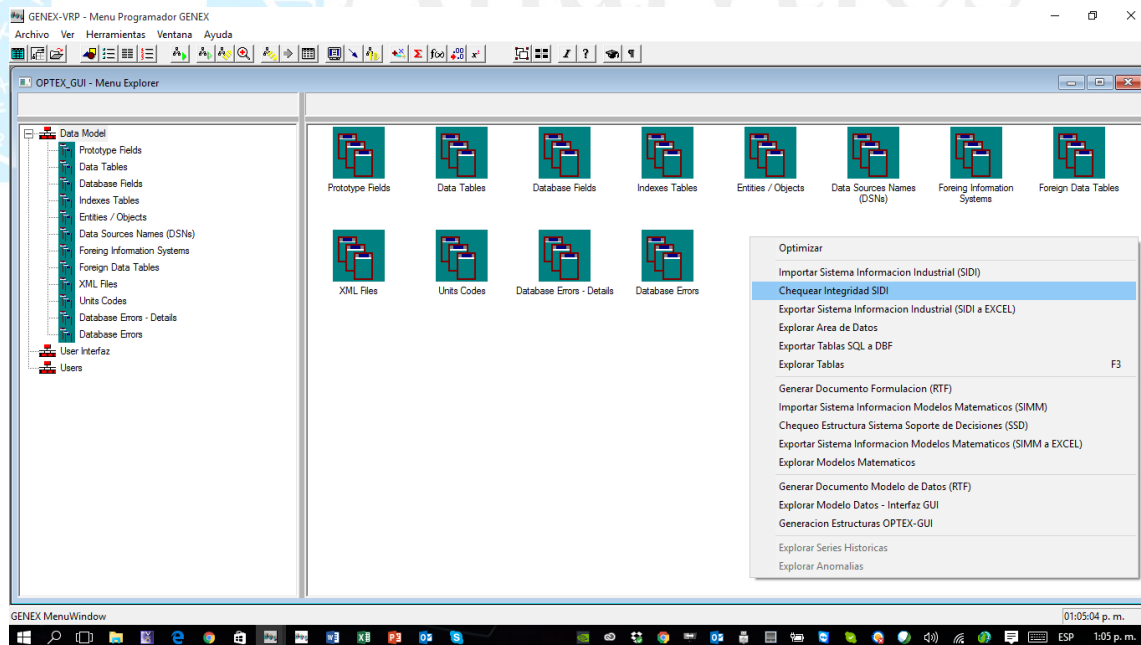 GENEX-VRP - Menu Programador GENEX
Archivo Ver Herramientas Ventana Ayuda
OPTEX_GUI - Menu Explorer
Data Model
Prototype Fields
Data Tables
Database Fields
Indexes Tables
Entities / Objects
Data Sources Names (DSNs)
Foreing Information Systems
Foreign Data Tables
XML Files
Units Codes
Database Errors - Details
Database Errors
User Interfaz
Users
Prototype Fields
Data Tables
Database Fields
Indexes Tables
Entities / Objects
Data Sources Names
(DSNs)
Foreing Information
Systems
Foreign Data Tables
XML Files
Units Codes
Database Errors - Details
Database Errors
Optimizar
Importar Sistema Informacion Industrial (SIDI)
Chequear Integridad SIDI
Exportar Sistema Informacion Industrial (SIDI a EXCEL)
Explorar Area de Datos
Exportar Tablas SQL a DBF
Explorar Tablas F3
Generar Documento Formulacion (RTF)
Importar Sistema Informacion Modelos Matematicos (SIMM)
Chequeo Estructura Sistema Soporte de Decisiones (SSD)
Exportar Sistema Informacion Modelos Matematicos (SIMM a EXCEL)
Explorar Modelos Matematicos
Generar Documento Modelo de Datos (RTF)
Explorar Modelo Datos - Interfaz GUI
Generacion Estructuras OPTEX-GUI
Explorar Series Historicas
Explorar Anomalias
GENEX MenuWindow
01:05:04 p. m.
ESP 1:05 p. m.